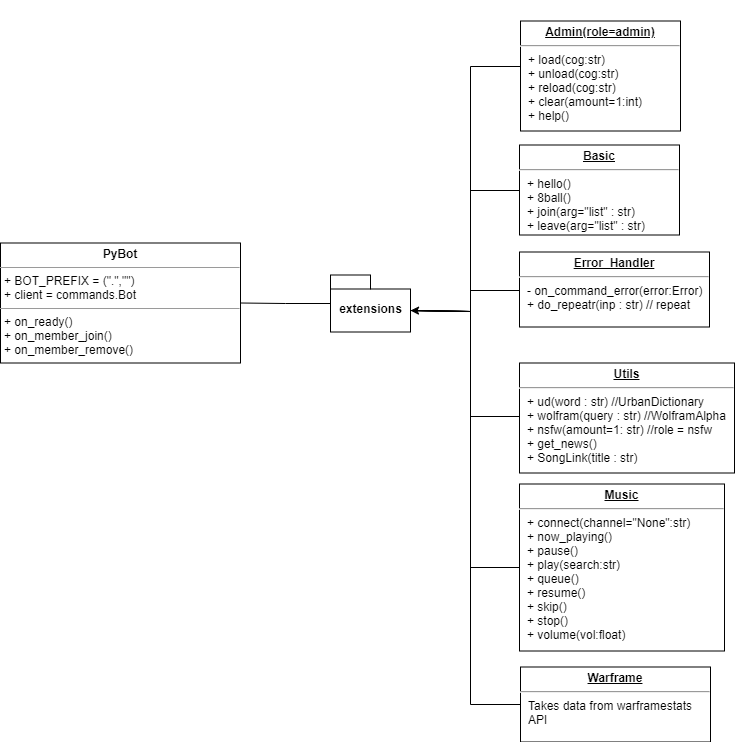 PyBot
+ BOT_PREFIX = (".","")
+ client = commands.Bot
+ on_ready()
+ on_member_join()
+ on_member_remove()
extensions
Admin(role=admin)
+ load(cog:str)
+ unload(cog:str)
+ reload(cog:str)
+ clear(amount=1:int)
+ help()
Basic
+ hello()
+ 8ball()
+ join(arg="list" : str)
+ leave(arg="list" : str)
Error_Handler
- on_command_error(error:Error)
+ do_repeatr(inp : str) // repeat
Utils
+ ud(word : str) //UrbanDictionary
+ wolfram(query : str) //WolframAlpha
+ nsfw(amount=1: str) //role = nsfw
+ get_news()
+ SongLink(title : str)
Music
+ connect(channel="None":str)
+ now_playing()
+ pause()
+ play(search:str)
+ queue()
+ resume()
+ skip()
+ stop()
+ volume(vol:float)
Warframe
Takes data from warframestats
API